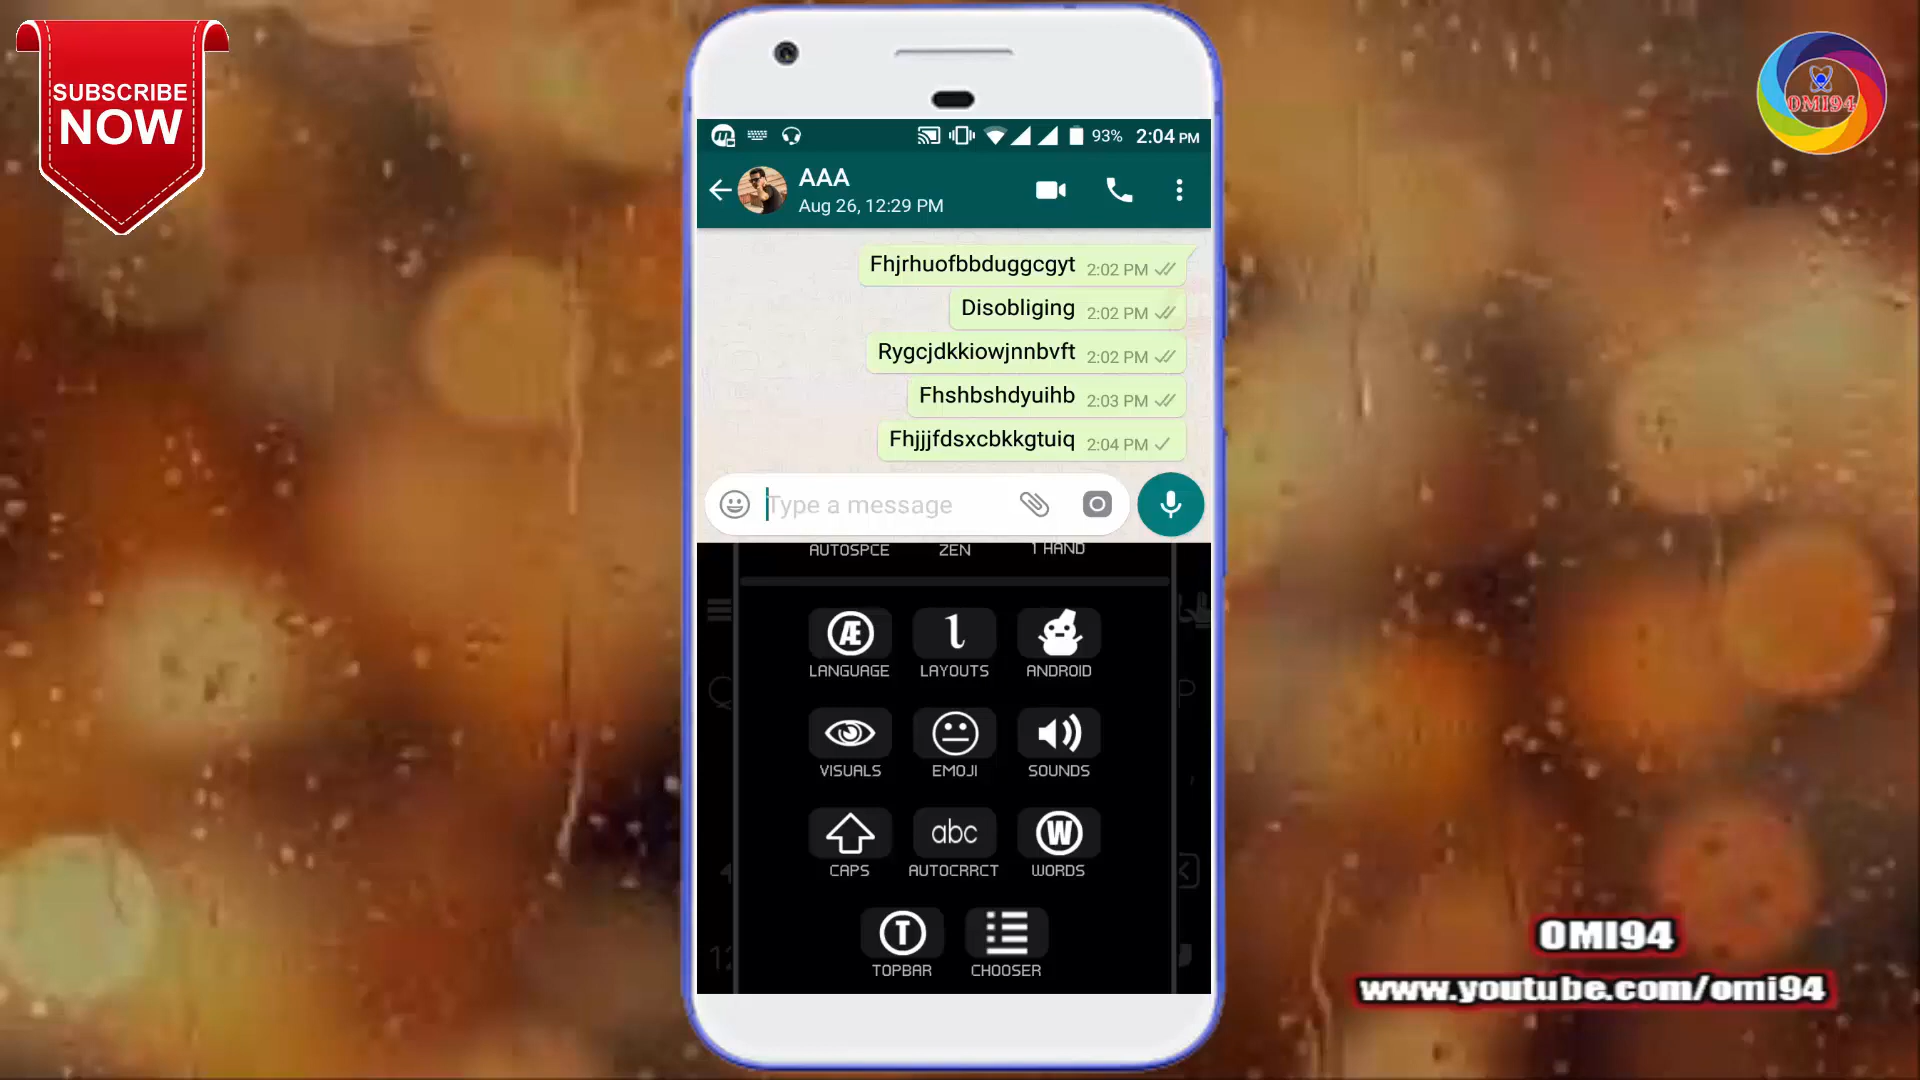 SUBSCRIBE
NOW
OMI94
93% 2:04 PM
AAA
Aug 26, 12:29 PM
Fhjrhuofbbduggcgyt 2:02 PM
Disobliging 2:02 PM
Rygcjdkkiowjnnbvft 2:02 PM
Fhshbshdyuihb 2:03 PM
Fhjjjfdsxcbkkgtuiq 2:04 PM
Type a message
AUTOSPCE ZEN 1 HAND
LANGUAGE LAYOUTS ANDROID
VISUALS EMOJI SOUNDS
abc
CAPS AUTOCRRCT WORDS
TOPBAR CHOOSER
OMI94
www.youtube.com/omi94